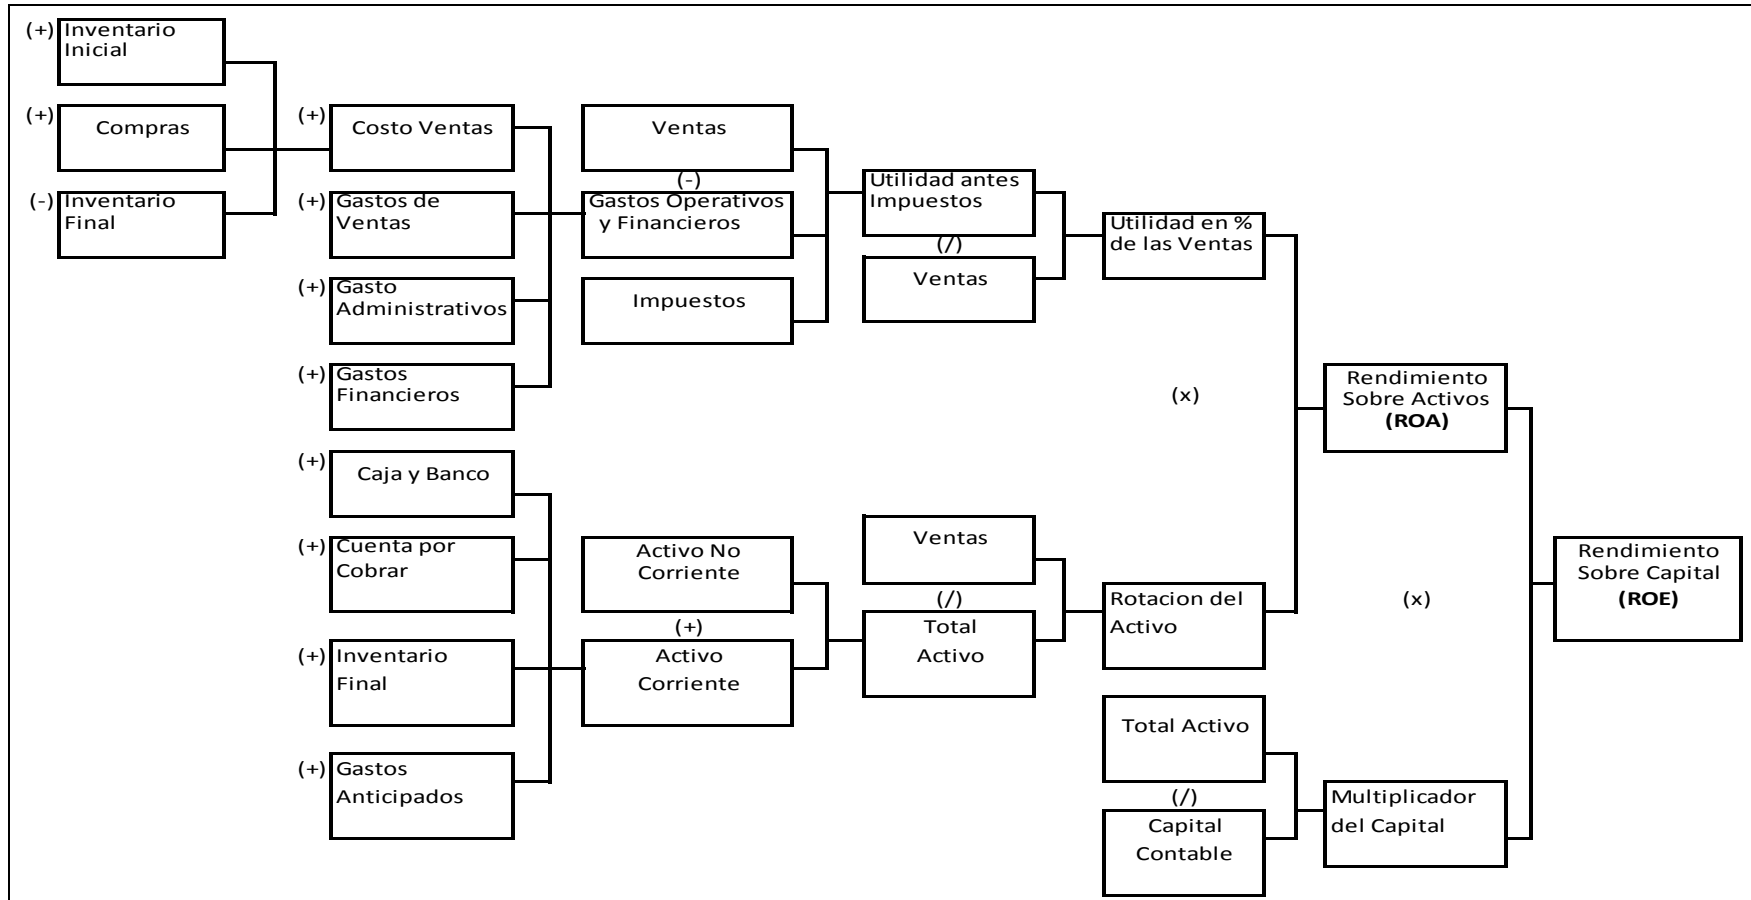 (+) Inventario
Inicial
(+) Compras
(-) Inventario
Final
(+) Costo Ventas
(+) Gastos de
Ventas
(+) Gasto
Administrativos
(+) Gastos
Financieros
(+) Caja y Banco
(+) Cuenta por
Cobrar
(+) Inventario
Final
(+) Gastos
Anticipados
Ventas
(-)
Gastos Operativos
y Financieros
Impuestos
Activo No
Corriente
(+)
Activo
Corriente
Utilidad antes
Impuestos
(/)
Ventas
Ventas
(/)
Total
Activo
Utilidad en %
de las Ventas
(x)
Rotacion del
Activo
Total Activo
(/)
Capital
Contable
Rendimiento
Sobre Activos
(ROA)
(x)
Multiplicador
del Capital
Rendimiento
Sobre Capital
(ROE)